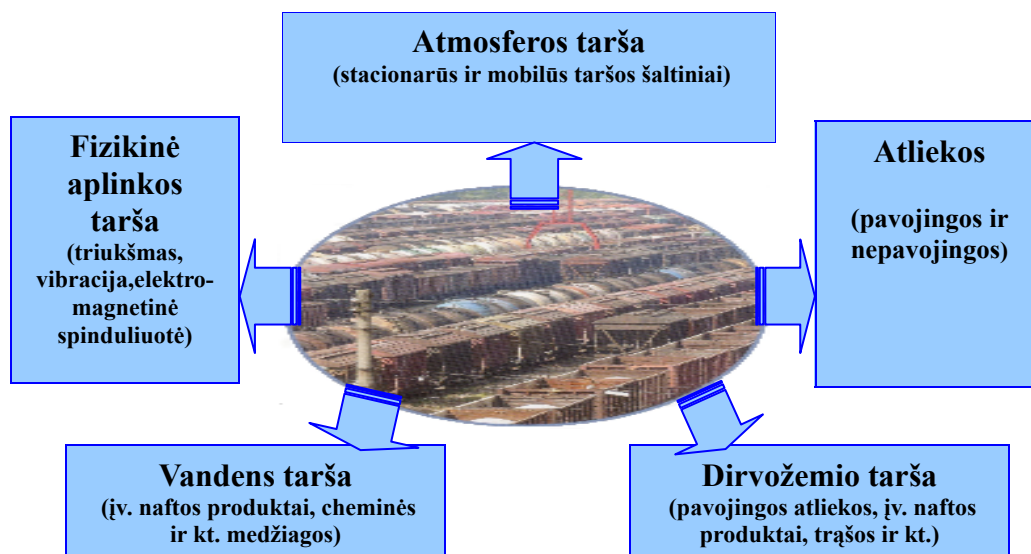 Atmosferos tarša
(stacionarūs ir mobilūs taršos šaltiniai)
Fizikinė
aplinkos
tarša
(triukšmas,
vibracija,elektro-
magnetinė
spinduliuotė)
Atliekos
(pavojingos ir
nepavojingos)
Vandens tarša
(įv. naftos produktai, cheminės
ir kt. medžiagos)
Dirvožemio tarša
(pavojingos atliekos, įv. naftos
produktai, trąšos ir kt.)